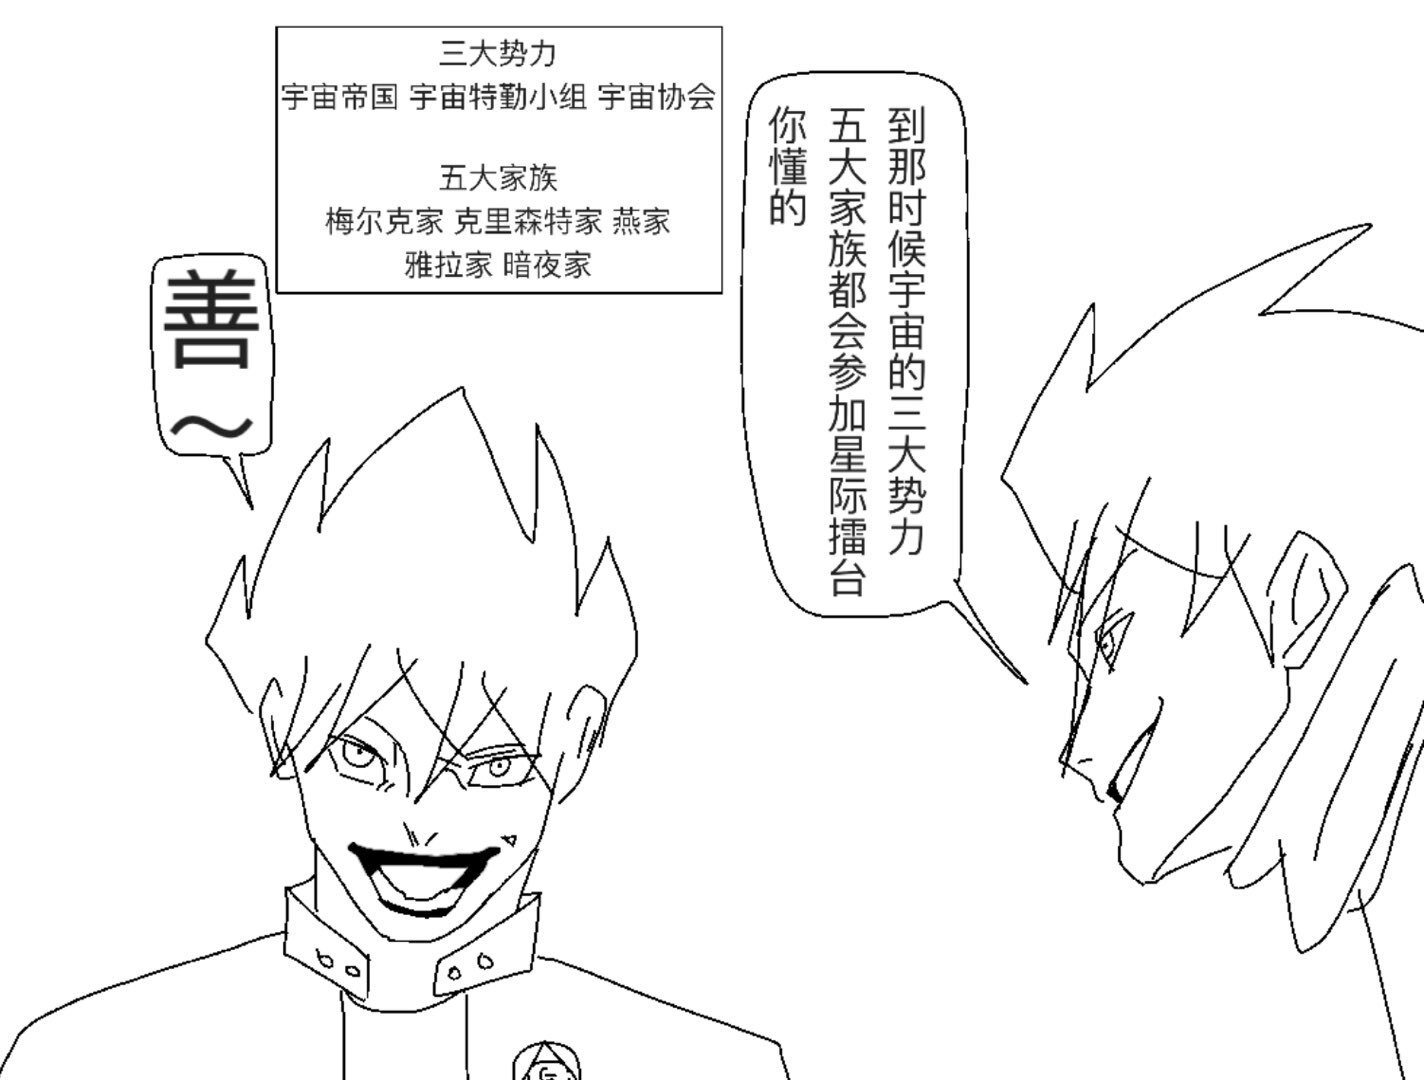 三大势力
宇宙帝国 宇宙特勤小组 宇宙协会
五大家族
梅尔克家 克里森特家 燕家
雅拉家 暗夜家
到那时候宇宙的三大势力
五大家族都会参加星际擂台
你懂的
善
～